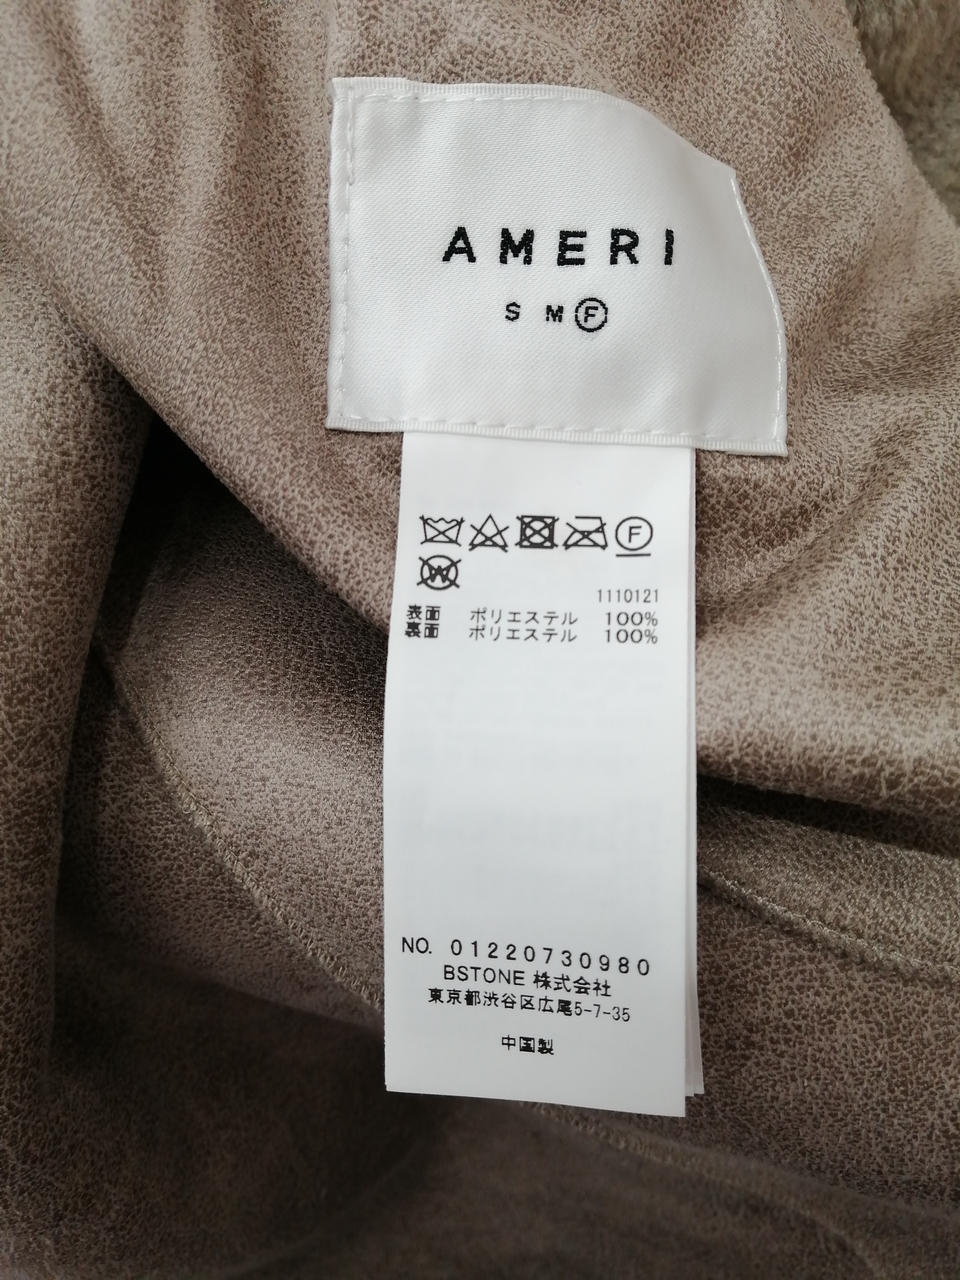 AMERI
S M F
F
W
1110121
表面 ポリエステル 100%
裏面 ポリエステル 100%
NO. 01220730980
BSTONE 株式会社
東京都渋谷区広尾5-7-35
中国製